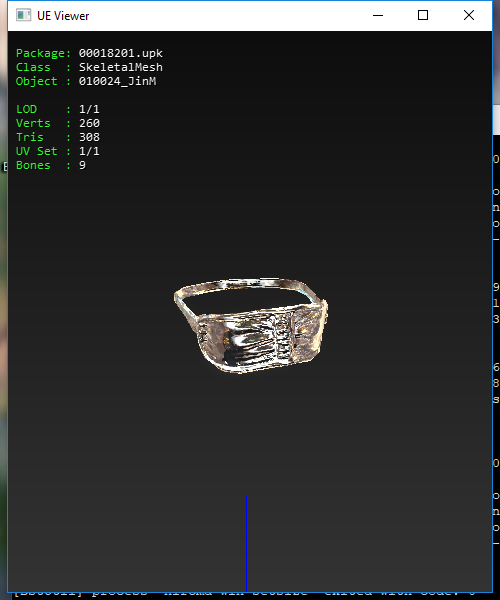 UE Viewer
Package: 00018201.upk
Class : SkeletalMesh
Object : 010024_JinM
LOD : 1/1
Verts : 260
Tris : 308
UV Set : 1/1
Bones : 9